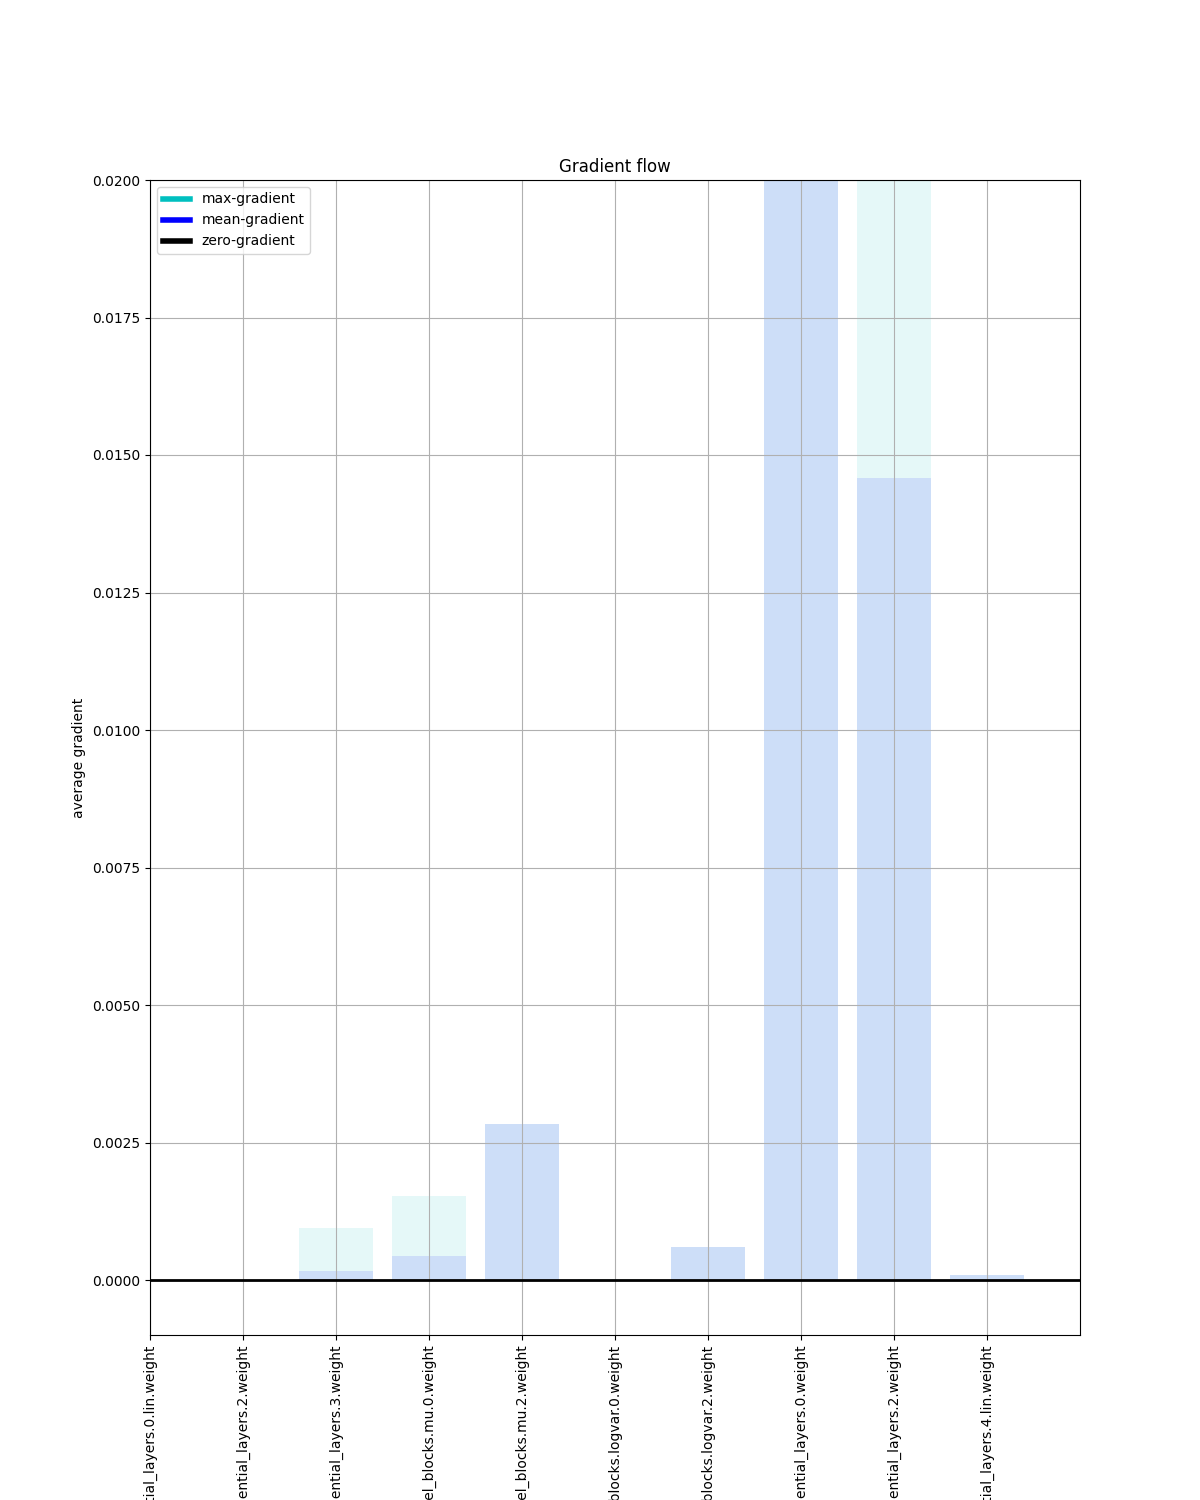 Gradient flow
max-gradient
mean-gradient
zero-gradient
0.0200
0.0175
0.0150
0.0125
0.0100
0.0075
0.0050
0.0025
0.0000
average gradient
tial_layers.0.lin.weight
ential_layers.2.weight
ential_layers.3.weight
el_blocks.mu.0.weight
el_blocks.mu.2.weight
blocks.logvar.0.weight
blocks.logvar.2.weight
ential_layers.0.weight
ential_layers.2.weight
tial_layers.4.lin.weight